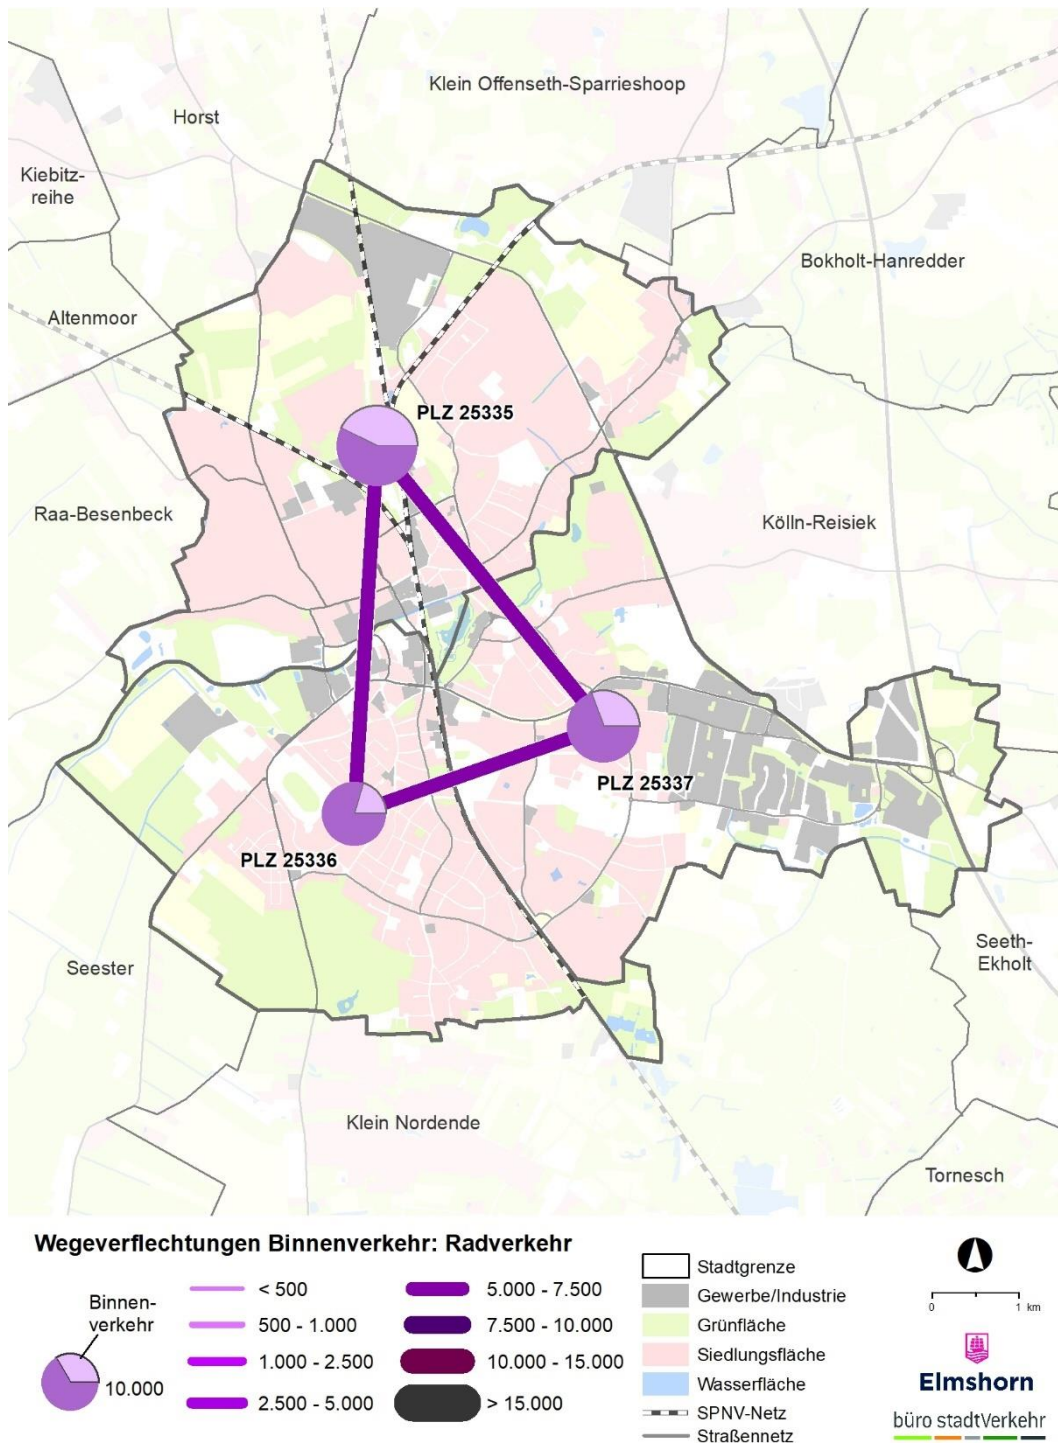 Klein Offenseth-Sparrieshoop
Horst
Kiebitz-
reihe
Bokholt-Hanredder
Altenmoor
PLZ 25335
Raa-Besenbeck
Kölln-Reisiek
PLZ 25337
PLZ 25336
Seester
Seeth-
Ekholt
Klein Nordende
Tornesch
Wegeverflechtungen Binnenverkehr: Radverkehr
Binnen-
verkehr
10.000
< 500
500 - 1.000
1.000 - 2.500
2.500 - 5.000
5.000 - 7.500
7.500 - 10.000
10.000 - 15.000
> 15.000
Stadtgrenze
Gewerbe/Industrie
Grünfläche
Siedlungsfläche
Wasserfläche
SPNV-Netz
Straßennetz
0 1 km
Elmshorn
büro stadtVerkehr